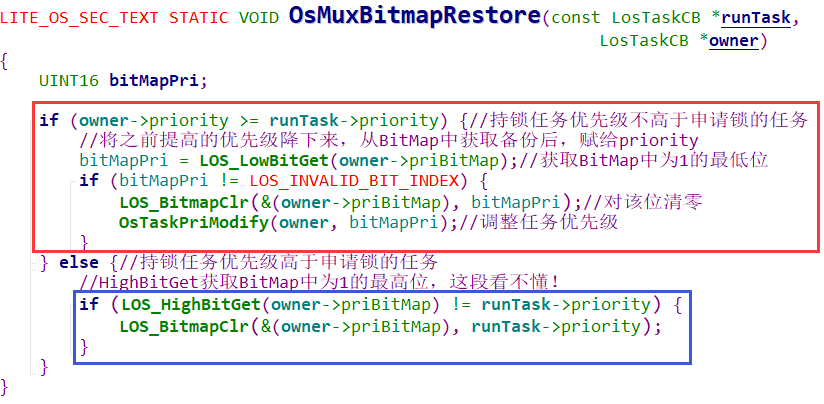 LITE_OS_SEC_TEXT STATIC VOID OsMuxBitmapRestore(const LosTaskCB *runTask,
LosTaskCB *owner)
{
UINT16 bitMapPri;
if (owner->priority >= runTask->priority) {//持锁任务优先级不高于申请锁的任务
//将之前提高的优先级降下来，从BitMap中获取备份后，赋给priority
bitMapPri = LOS_LowBitGet(owner->priBitMap);//获取BitMap中为1的最低位
if (bitMapPri != LOS_INVALID_BIT_INDEX) {
LOS_BitmapClr(&(owner->priBitMap), bitMapPri);//对该位清零
OsTaskPriModify(owner, bitMapPri);//调整任务优先级
}
} else {//持锁任务优先级高于申请锁的任务
//HighBitGet获取BitMap中为1的最高位，这段看不懂！
if (LOS_HighBitGet(owner->priBitMap) != runTask->priority) {
LOS_BitmapClr(&(owner->priBitMap), runTask->priority);
}
}
}